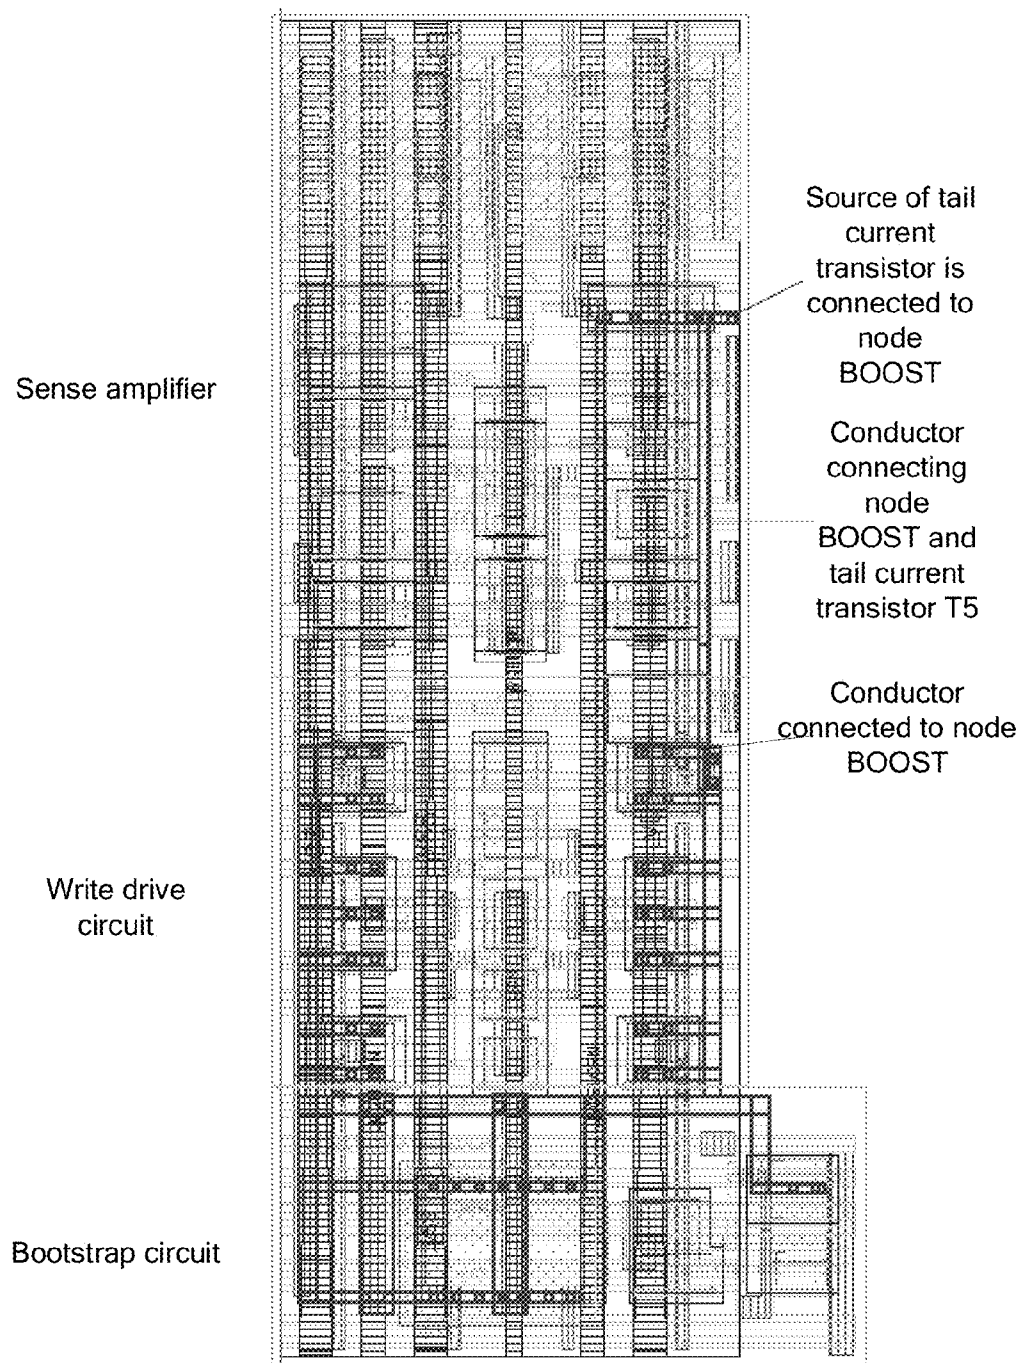 Source of tail
current
transistor is
connected to
node
BOOST
Sense amplifier
Conductor
connecting
node
BOOST and
tail current
transistor T5
Conductor
connected to node
BOOST
Write drive
circuit
Bootstrap circuit